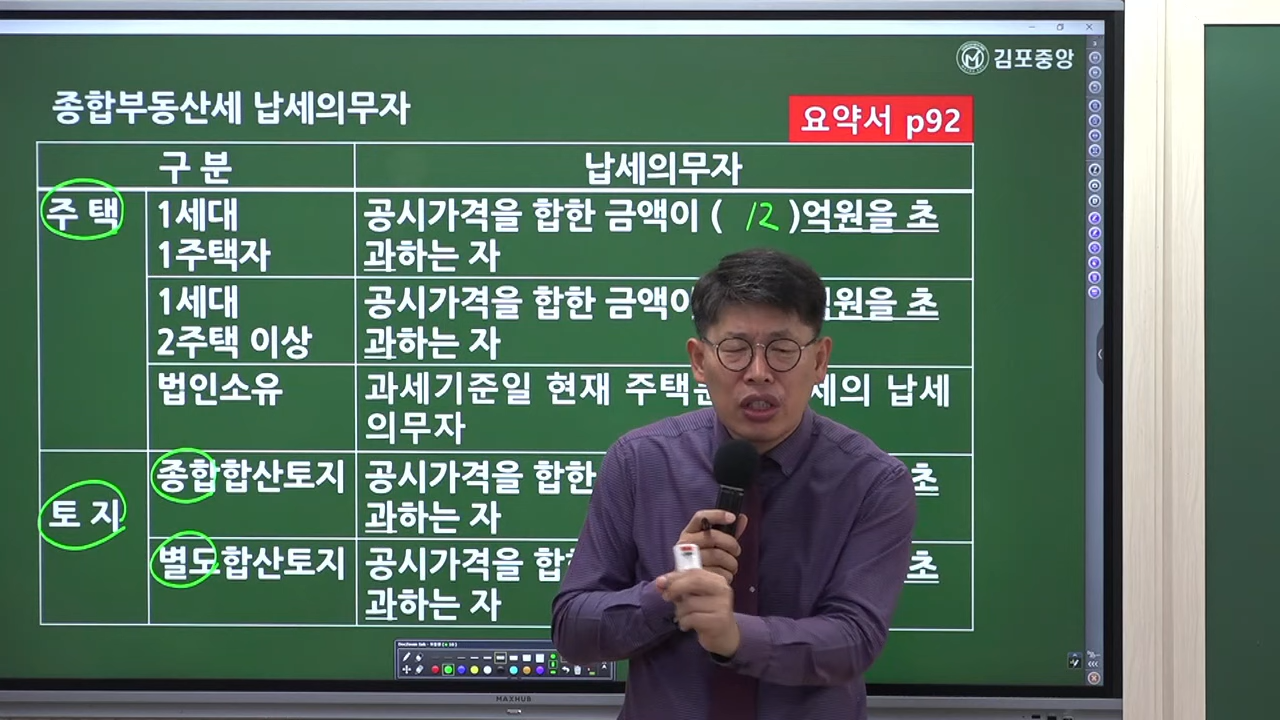 김포중앙
종합부동산세 납세의무자
요약서 p92
구 분
납세의무자
주 택
1세대
1주택자
공시가격을 합한 금액이 ( 12 )억원을 초
과하는 자
1세대
2주택 이상
공시가격을 합한 금액이 억원을 초
과하는 자
법인소유
과세기준일 현재 주택분 세의 납세
의무자
토 지
종합합산토지
공시가격을 합한 초
과하는 자
별도합산토지
공시가격을 합한 초
과하는 자
MAXHUB